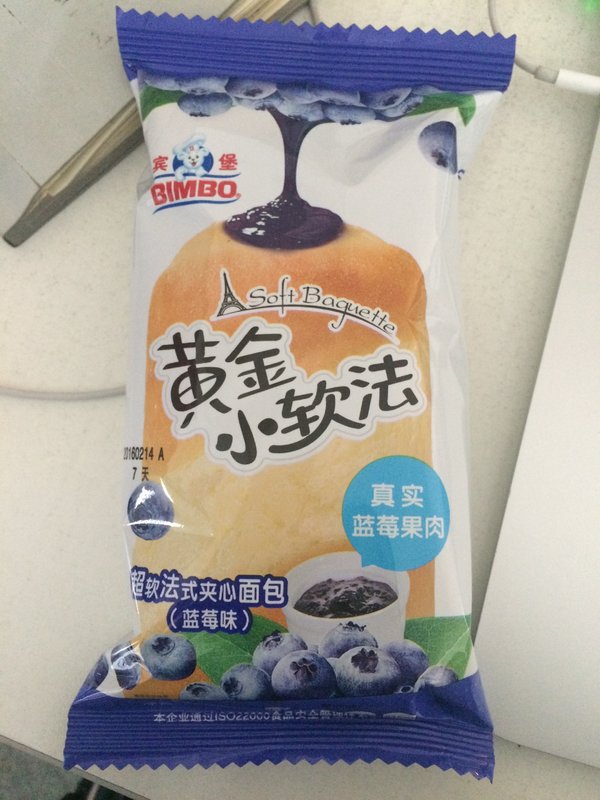 宾堡
BIMBO
Soft Baguette
黄金
小软法
20160214 A
7 天
真实
蓝莓果肉
超软法式夹心面包
(蓝莓味)
本企业通过ISO22000食品安全管理